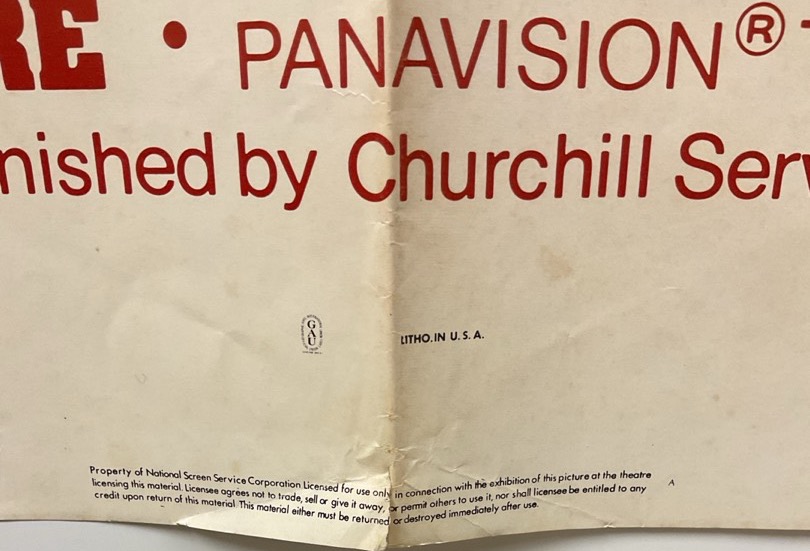 RE • PANAVISION® T
nished by Churchill Serv
GAU
LITHO. IN U. S. A.
Property of National Screen Service Corporation Licensed for use only in connection with the exhibition of this picture at the theatre
licensing this material. Licensee agrees not to trade, sell or give it away, or permit others to use it, nor shall licensee be entitled to any
credit upon return of this material This material either must be returned or destroyed immediately after use.
A